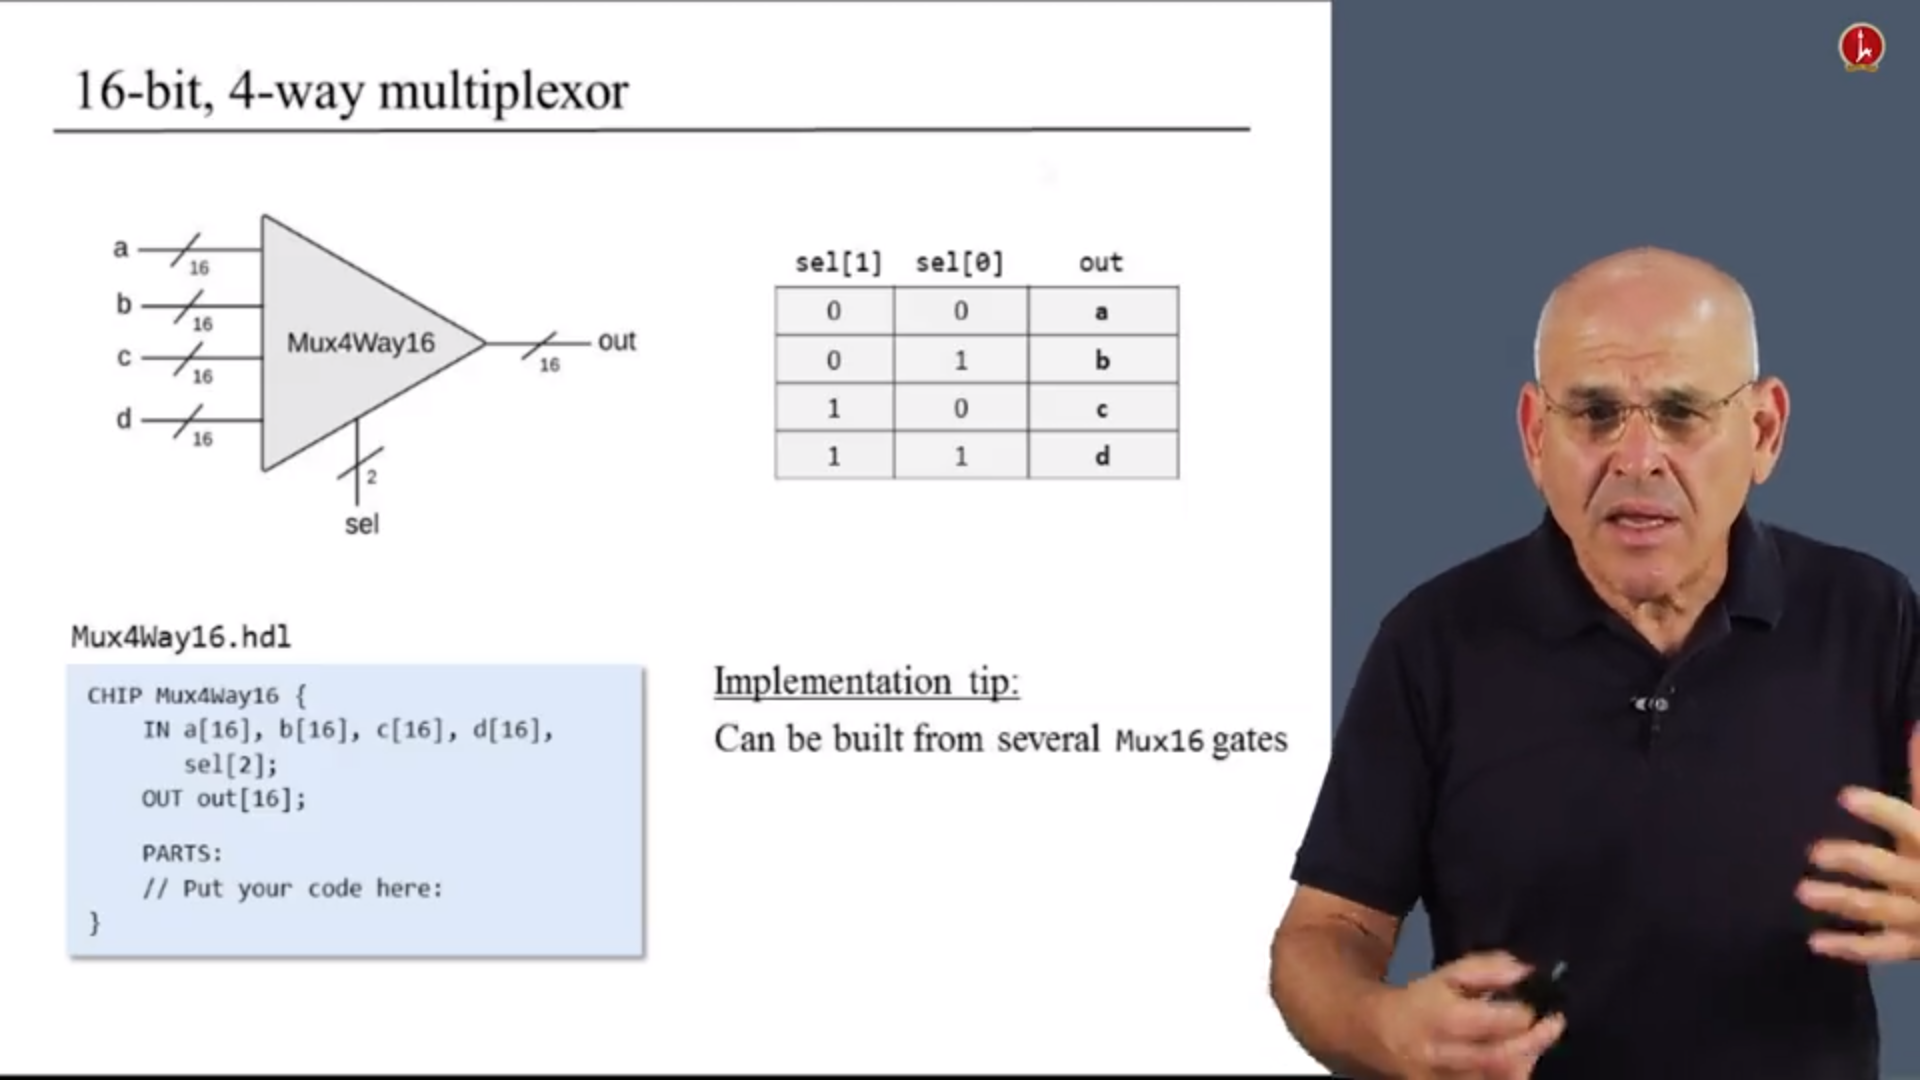 16-bit, 4-way multiplexor
a
16
b
16
c
16
d
16
Mux4Way16
16
out
2
sel
sel[1] sel[0] out
0 0 a
0 1 b
1 0 c
1 1 d
Mux4Way16.hdl
CHIP Mux4Way16 {
IN a[16], b[16], c[16], d[16],
sel[2];
OUT out[16];
PARTS:
// Put your code here:
}
Implementation tip:
Can be built from several Mux16 gates